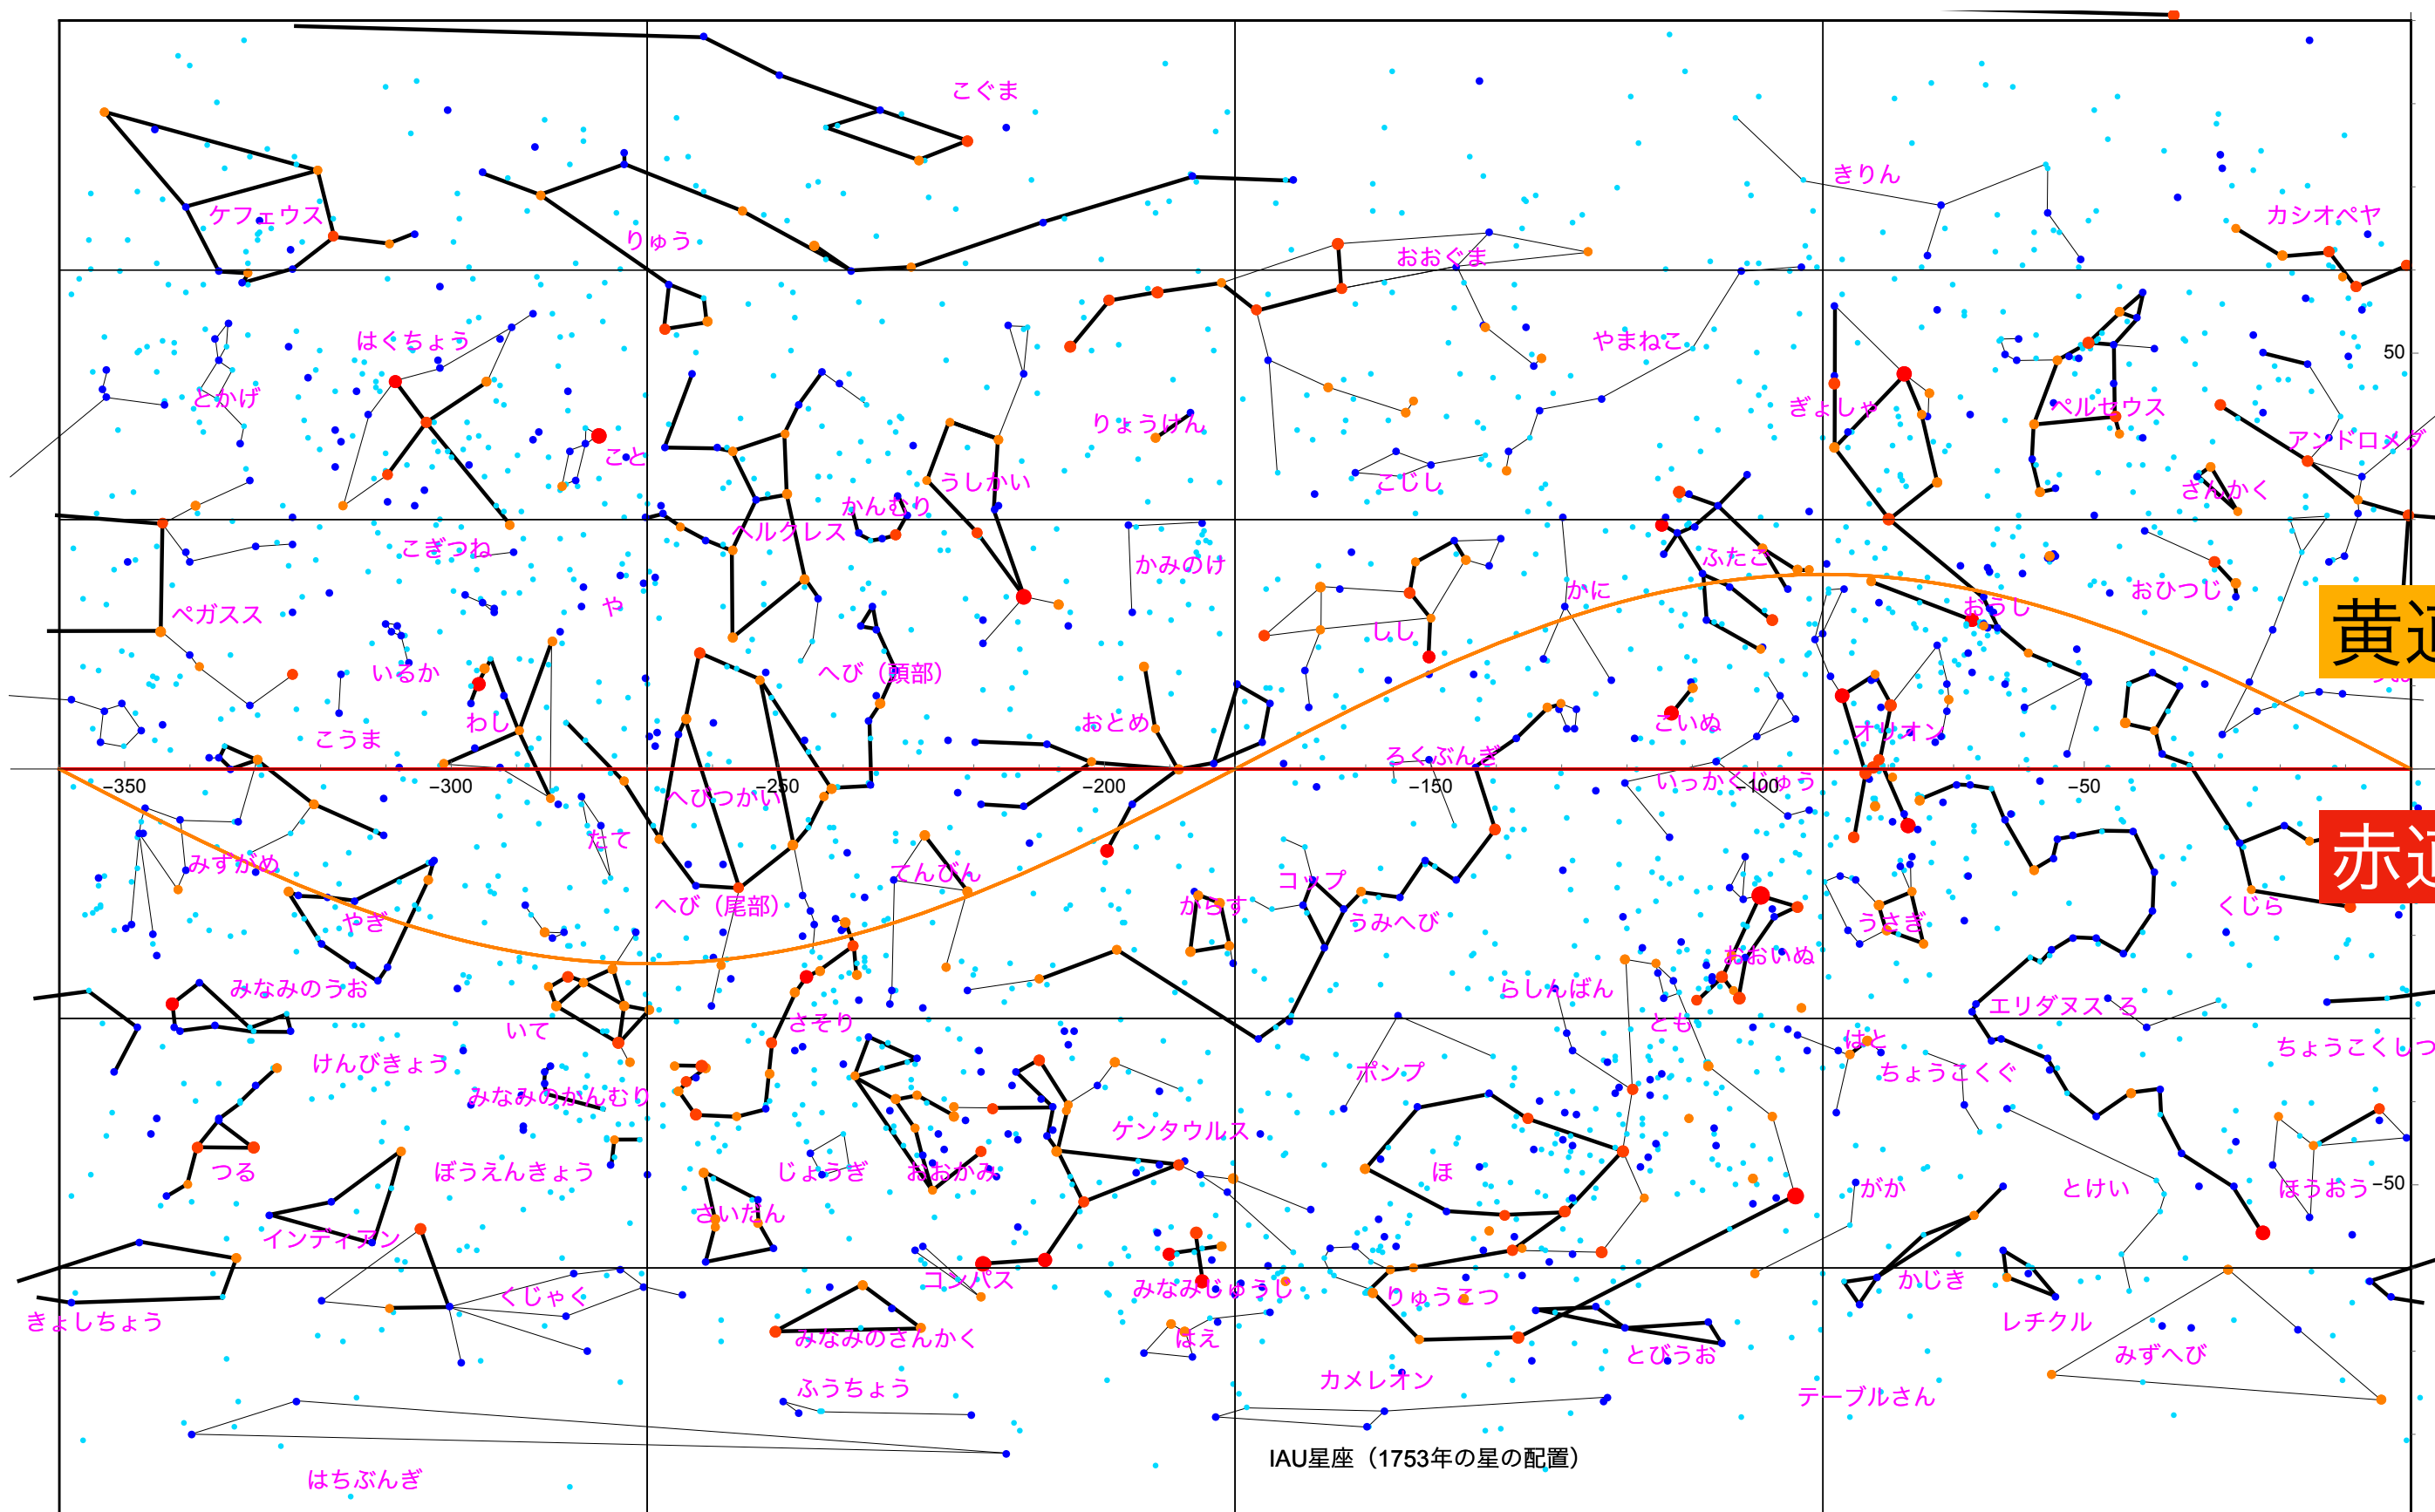 こぐま
きりん
ケフェウス
カシオペヤ
りゅう
おおぐま
はくちょう
やまねこ
50
とかげ
ぎょしゃ
ペルセウス
りょうけん
アンドロメダ
こと
うしかい
こじし
さんかく
かんむり
ヘルクレス
こぎつね
かみのけ
ふたご
かに
おひつじ
や
ペガスス
おうし
しし
黄道
いるか
へび（頭部）
わし
おとめ
こいぬ
オリオン
こうま
ろくぶんぎ
いっかくじゅう
−350
−300
−250
−200
−150
−100
−50
へびつかい
たて
みずがめ
赤道
てんびん
コップ
やぎ
へび（尾部）
からす
うみへび
うさぎ
くじら
おおいぬ
みなみのうお
らしんばん
エリダヌス
ろ
いて
さそり
とも
はと
ちょうこくしつ
けんびきょう
ポンプ
ちょうこくぐ
みなみのかんむり
ケンタウルス
つる
ぼうえんきょう
じょうぎ
おおかみ
ほ
がか
とけい
ほうおう
−50
さいだん
インディアン
コンパス
みなみじゅうじ
りゅうこつ
かじき
くじゃく
きょしちょう
レチクル
みなみのさんかく
はえ
とびうお
みずへび
ふうちょう
カメレオン
テーブルさん
IAU星座（1753年の星の配置）
はちぶんぎ